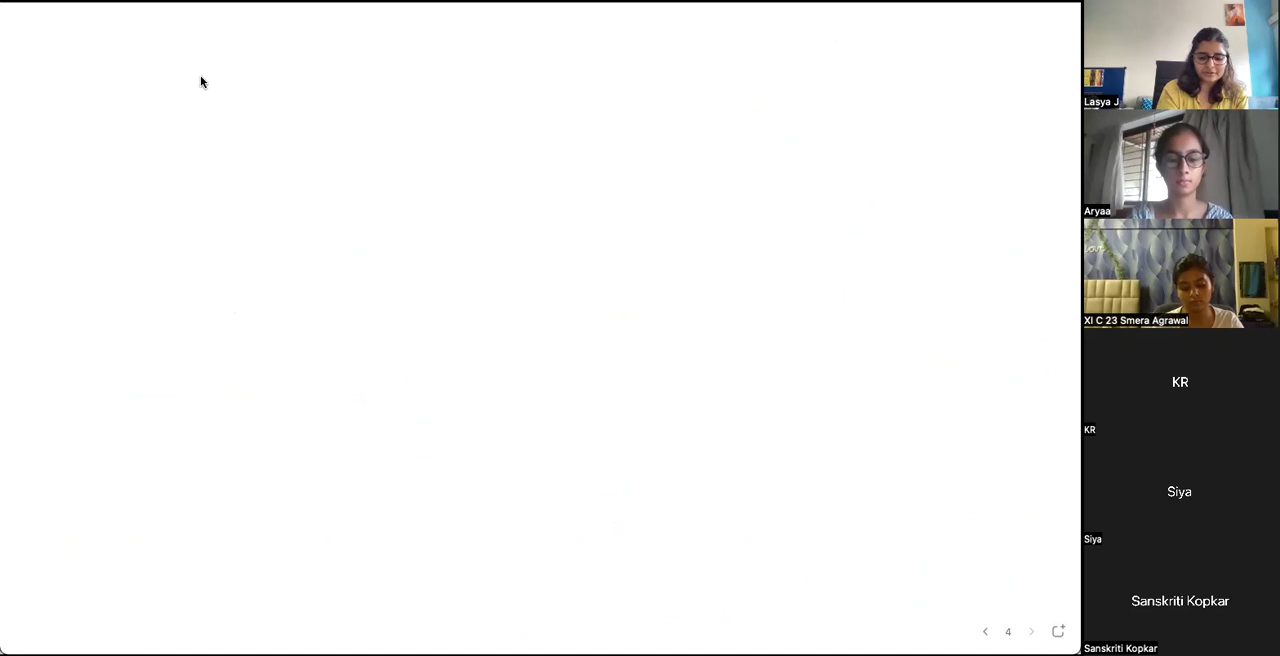 Lasya J
Aryaa
XI C 23 Smera Agrawal
KR
KR
Siya
Siya
Sanskriti Kopkar
Sanskriti Kopkar
4